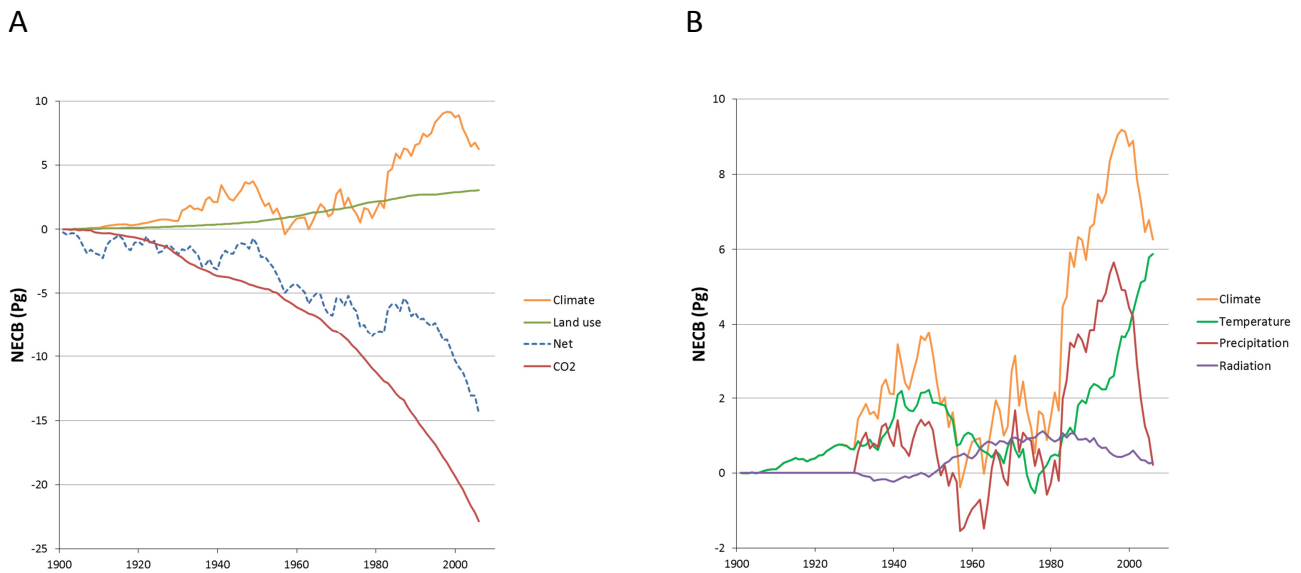 A
B
NECB (Pg)
10
5
0
-5
-10
-15
-20
-25
1900
1920
1940
1960
1980
2000
Climate
Land use
Net
CO2
NECB (Pg)
10
8
6
4
2
0
-2
1900
1920
1940
1960
1980
2000
Climate
Temperature
Precipitation
Radiation